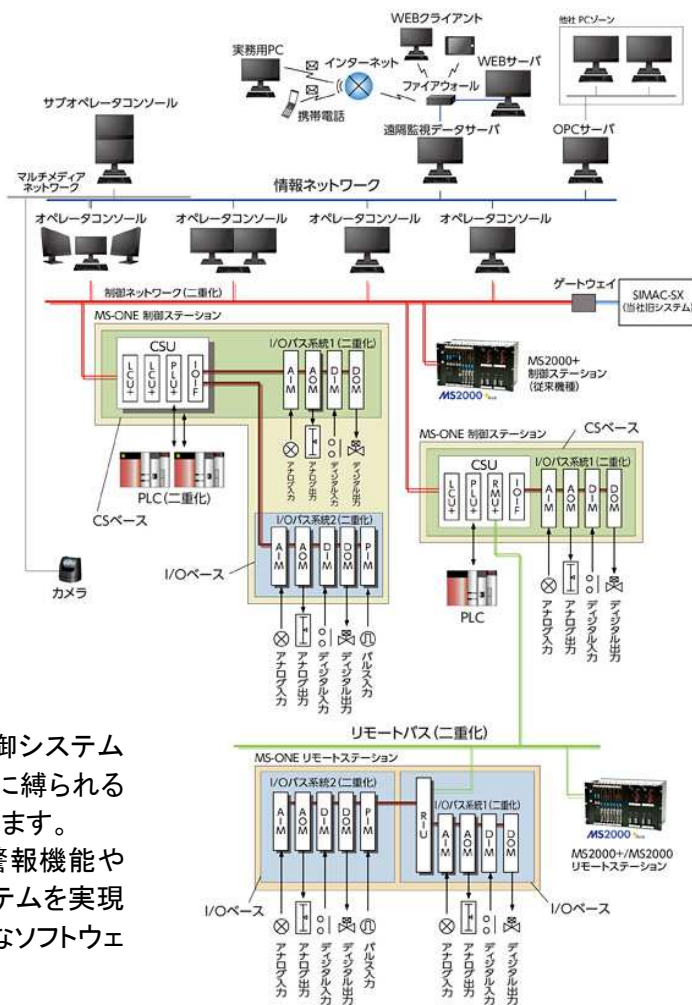 WEBクライアント
他社 PCゾーン
実務用PC
インターネット
WEBサーバ
ファイアウォール
携帯電話
サブオペレータコンソール
遠隔監視データサーバ
OPCサーバ
マルチメディア
ネットワーク
情報ネットワーク
オペレータコンソール
オペレータコンソール
オペレータコンソール
オペレータコンソール
ゲートウェイ
制御ネットワーク(二重化)
SIMAC-SX
(当社旧システム)
MS-ONE 制御ステーション
CSU
LCU+
LCU+
PLU+
IOIF
I/Oバス系統1(二重化)
AIM
AOM
DIM
DOM
アナログ入力
アナログ出力
ディジタル入力
ディジタル出力
PLC(二重化)
CSベース
MS2000+
制御ステーション
(従来機種)
MS2000 plus
MS-ONE 制御ステーション
CSベース
CSU
LCU+
PLU+
RMU+
IOIF
I/Oバス系統1(二重化)
AIM
AOM
DIM
DOM
アナログ入力
アナログ出力
ディジタル入力
ディジタル出力
PLC
I/Oバス系統2(二重化)
AIM
AOM
DIM
DOM
PIM
I/Oベース
アナログ入力
アナログ出力
ディジタル入力
ディジタル出力
パルス入力
カメラ
リモートバス(二重化)
MS-ONE リモートステーション
I/Oバス系統2(二重化)
AIM
AOM
DIM
DOM
PIM
RIU
I/Oバス系統1(二重化)
AIM
AOM
DIM
DOM
I/Oベース
I/Oベース
アナログ入力
アナログ出力
ディジタル入力
ディジタル出力
パルス入力
アナログ入力
アナログ出力
ディジタル入力
ディジタル出力
MS2000 plus
MS2000+/MS2000
リモートステーション
御システム
に縛られる
ます。
警報機能や
テムを実現
なソフトウェ